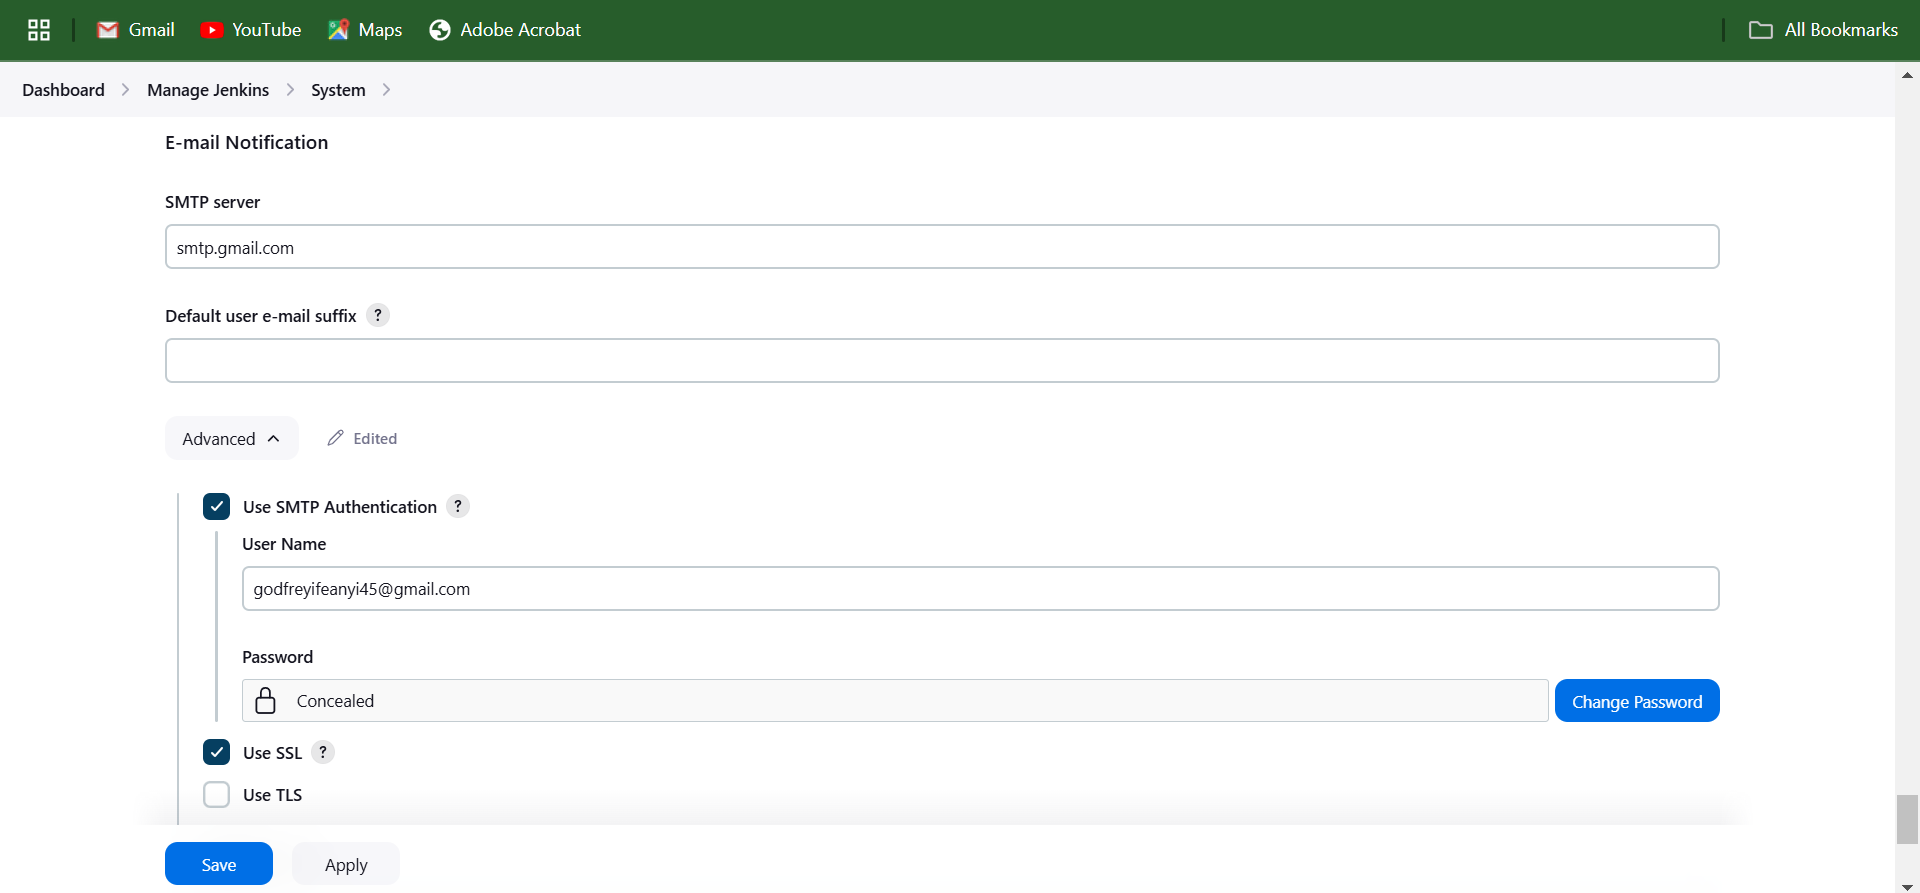 Gmail YouTube Maps Adobe Acrobat All Bookmarks
Dashboard Manage Jenkins System
E-mail Notification
SMTP server
smtp.gmail.com
Default user e-mail suffix ?
Advanced Edited
Use SMTP Authentication ?
User Name
godfreyifeanyi45@gmail.com
Password
Concealed Change Password
Use SSL ?
Use TLS
Save Apply